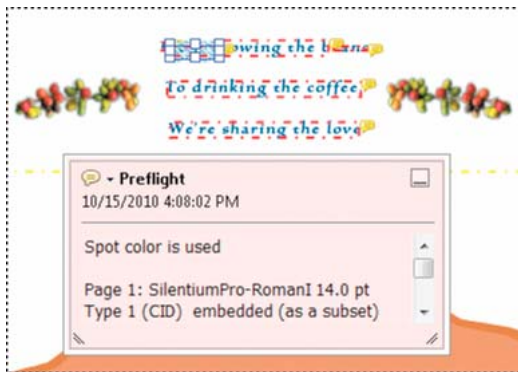 owing the
To drinking the coffee,
We're sharing the love
Preflight
10/15/2010 4:08:02 PM
Spot color is used
Page 1: SilentiumPro-RomanI 14.0 pt
Type 1 (CID) embedded (as a subset)